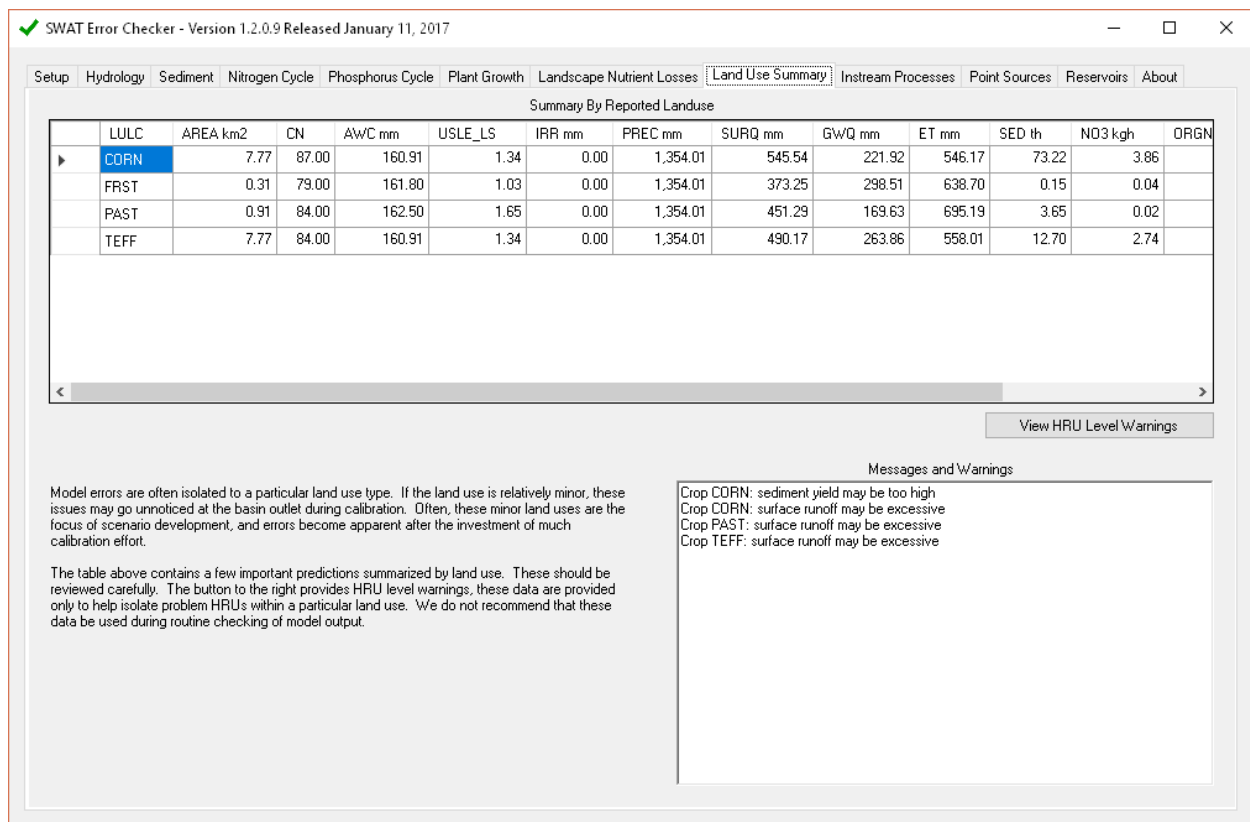 SWAT Error Checker - Version 1.2.0.9 Released January 11, 2017
Setup Hydrology Sediment Nitrogen Cycle Phosphorus Cycle Plant Growth Landscape Nutrient Losses Land Use Summary Instream Processes Point Sources Reservoirs About
Summary By Reported Landuse
LULC AREA km2 CN AWC mm USLE_LS IRR mm PREC mm SURQ mm GWQ mm ET mm SED th NO3 kgh ORGN
CORN 7.77 87.00 160.91 1.34 0.00 1,354.01 545.54 221.92 546.17 73.22 3.86
FRST 0.31 79.00 161.80 1.03 0.00 1,354.01 373.25 298.51 638.70 0.15 0.04
PAST 0.91 84.00 162.50 1.65 0.00 1,354.01 451.29 169.63 695.19 3.65 0.02
TEFF 7.77 84.00 160.91 1.34 0.00 1,354.01 490.17 263.86 558.01 12.70 2.74
View HRU Level Warnings
Messages and Warnings
Crop CORN: sediment yield may be too high
Crop CORN: surface runoff may be excessive
Crop PAST: surface runoff may be excessive
Crop TEFF: surface runoff may be excessive
Model errors are often isolated to a particular land use type. If the land use is relatively minor, these
issues may go unnoticed at the basin outlet during calibration. Often, these minor land uses are the
focus of scenario development, and errors become apparent after the investment of much
calibration effort.
The table above contains a few important predictions summarized by land use. These should be
reviewed carefully. The button to the right provides HRU level warnings, these data are provided
only to help isolate problem HRUs within a particular land use. We do not recommend that these
data be used during routine checking of model output.